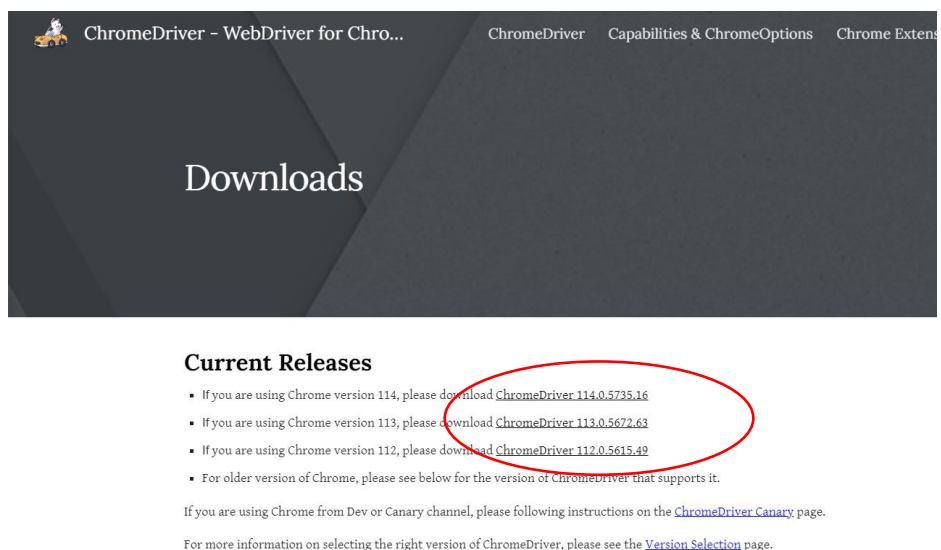 ChromeDriver - WebDriver for Chro...
ChromeDriver Capabilities & ChromeOptions Chrome Extens
Downloads
Current Releases
▪ If you are using Chrome version 114, please download ChromeDriver 114.0.5735.16
▪ If you are using Chrome version 113, please download ChromeDriver 113.0.5672.63
▪ If you are using Chrome version 112, please download ChromeDriver 112.0.5615.49
▪ For older version of Chrome, please see below for the version of ChromeDriver that supports it.
If you are using Chrome from Dev or Canary channel, please following instructions on the ChromeDriver Canary page.
For more information on selecting the right version of ChromeDriver, please see the Version Selection page.